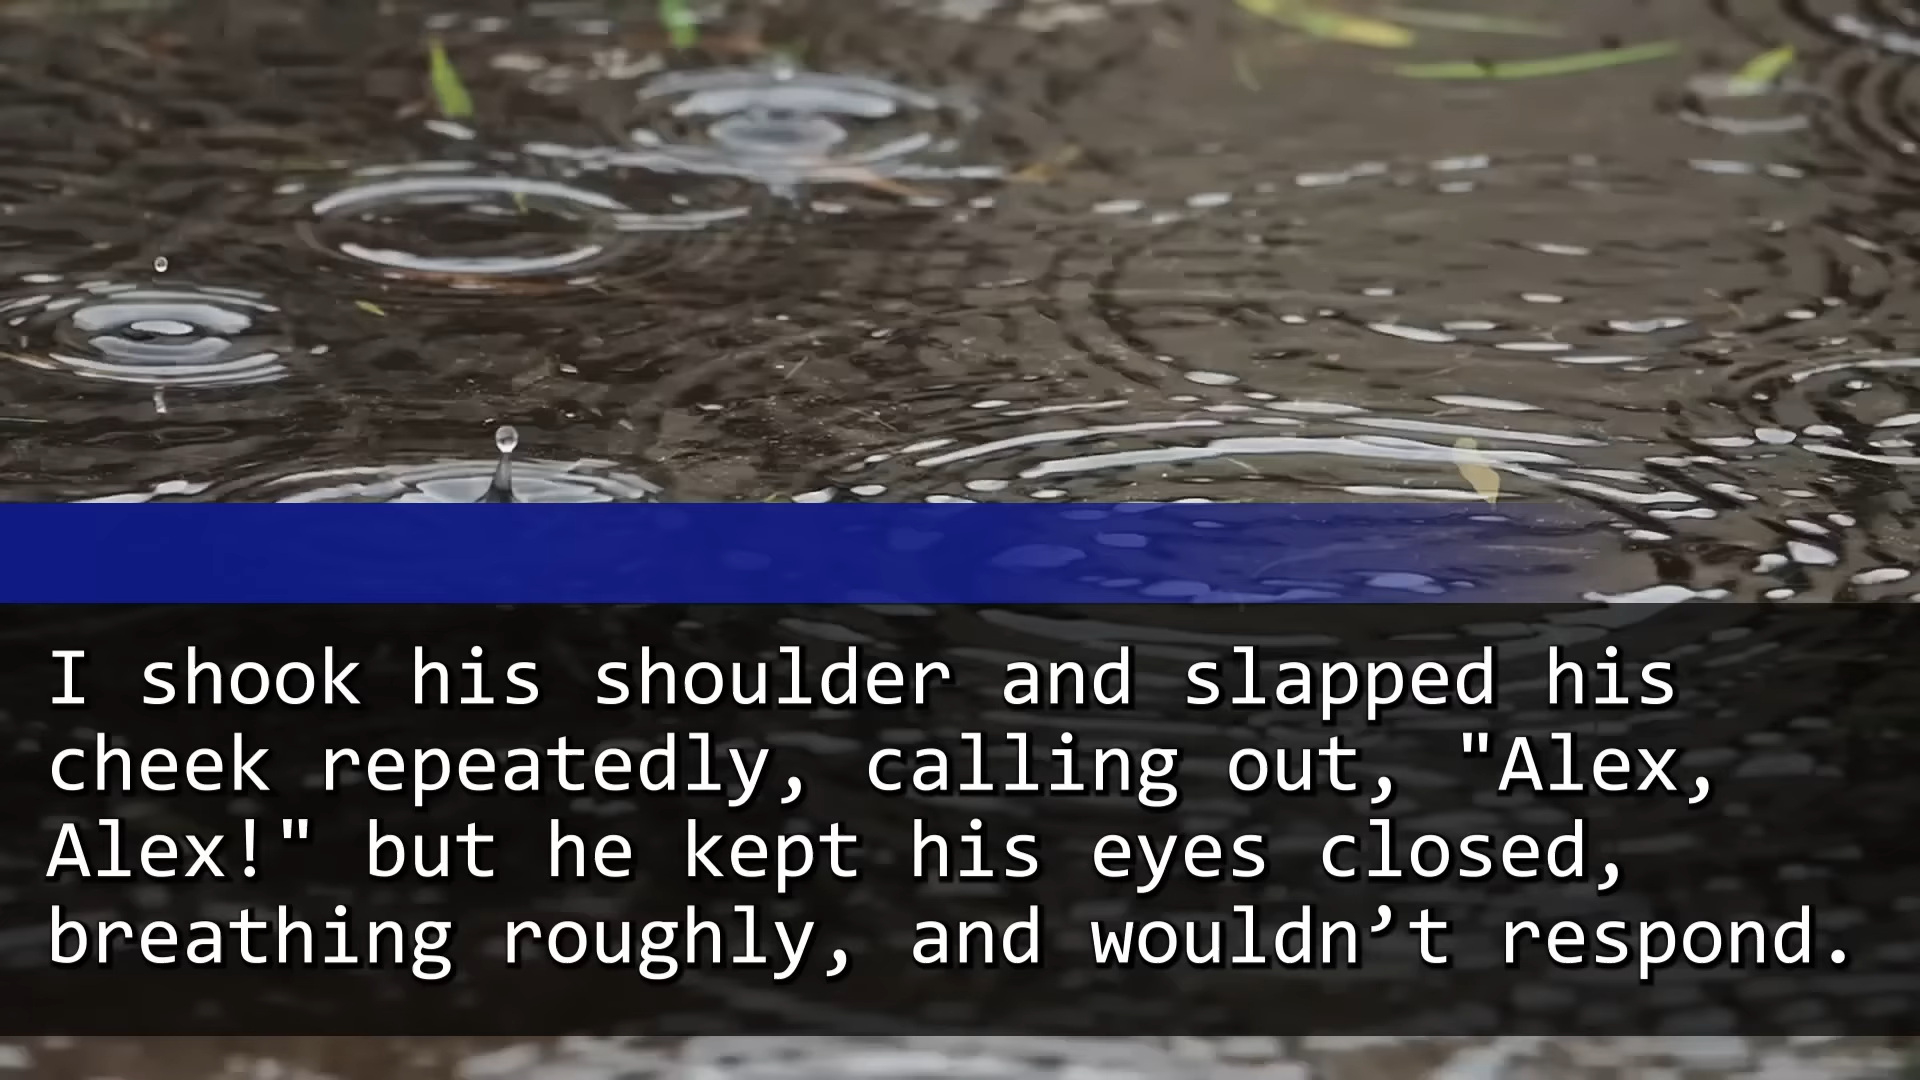 I shook his shoulder and slapped his
cheek repeatedly, calling out, "Alex,
Alex!" but he kept his eyes closed,
breathing roughly, and wouldn’t respond.